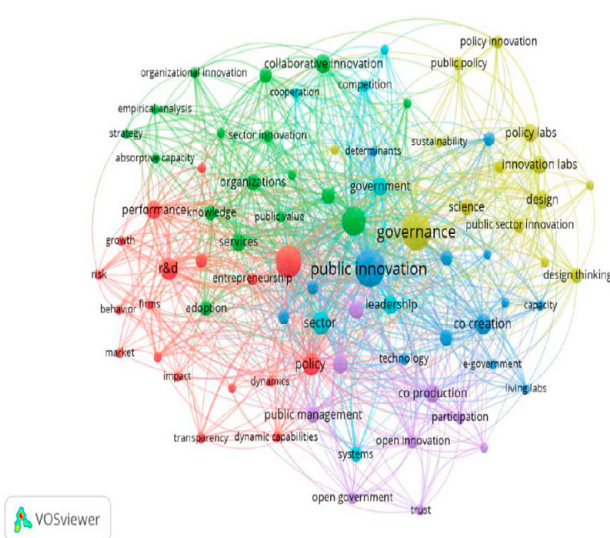 policy innovation
collaborative innovation
public policy
organizational innovation
competition
cooperation
empirical analysis
strategy
sector innovation
policy labs
sustainability
determinants
absorptive capacity
innovation labs
organizations
government
design
performance
knowledge
public value
science
public sector innovation
governance
growth
services
r&d
public innovation
risk
entrepreneurship
design thinking
behavior
firms
adoption
leadership
capacity
sector
co creation
market
policy
technology
e-government
impact
dynamics
co production
living labs
public management
participation
transparency
dynamic capabilities
open innovation
systems
open government
trust
VOSviewer